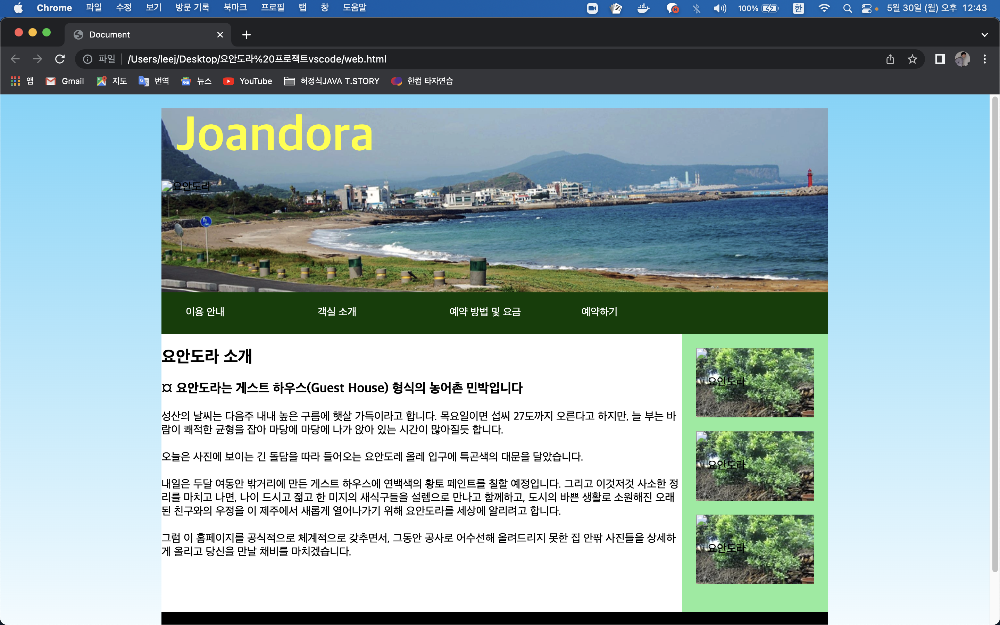 Chrome 파일 수정 보기 방문 기록 북마크 프로필 탭 창 도움말 100% 한 5월 30일 (월) 오후 12:43
Document
파일 /Users/leej/Desktop/요안도라%20프로잭트vscode/web.html
앱 Gmail 지도 번역 뉴스 YouTube 허정식JAVA T.STORY 한컴 타자연습
Joandora
요안도라
이용 안내 객실 소개 예약 방법 및 요금 예약하기
요안도라 소개
¤ 요안도라는 게스트 하우스(Guest House) 형식의 농어촌 민박입니다
성산의 날씨는 다음주 내내 높은 구름에 햇살 가득이라고 합니다. 목요일이면 섭씨 27도까지 오른다고 하지만, 늘 부는 바
람이 쾌적한 균형을 잡아 마당에 마당에 나가 앉아 있는 시간이 많아질듯 합니다.
오늘은 사진에 보이는 긴 돌담을 따라 들어오는 요안도레 올레 입구에 특곤색의 대문을 달았습니다.
내일은 두달 여동안 밖거리에 만든 게스트 하우스에 연백색의 황토 페인트를 칠할 예정입니다. 그리고 이것저것 사소한 정
리를 마치고 나면, 나이 드시고 젊고 한 미지의 새식구들을 설렘으로 만나고 함께하고, 도시의 바쁜 생활로 소원해진 오래
된 친구와의 우정을 이 제주에서 새롭게 열어나가기 위해 요안도라를 세상에 알리려고 합니다.
그럼 이 홈페이지를 공식적으로 체계적으로 갖추면서, 그동안 공사로 어수선해 올려드리지 못한 집 안팎 사진들을 상세하
게 올리고 당신을 만날 채비를 마치겠습니다.
요안도라
요안도라
요안도라